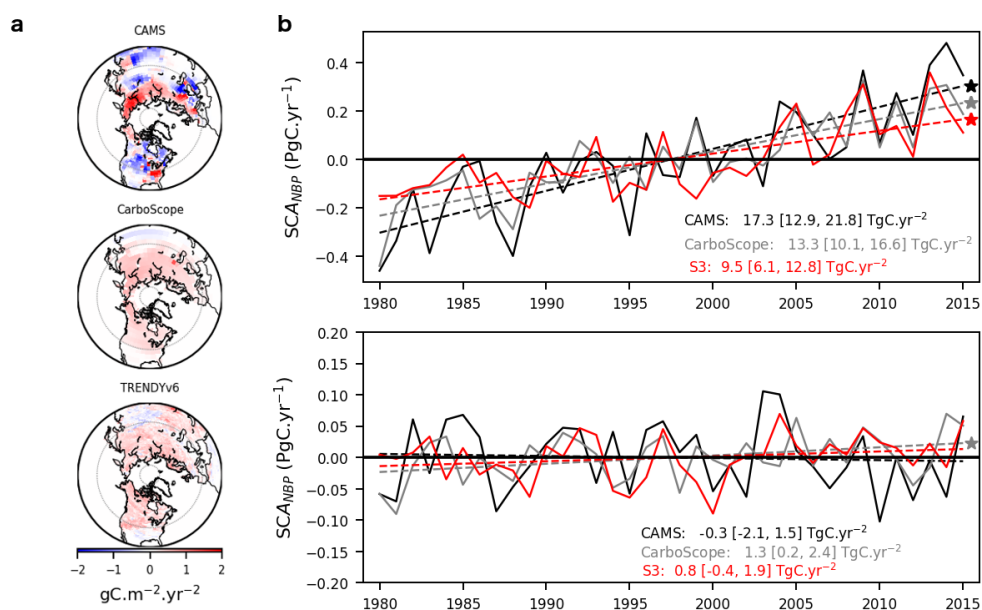 a
CAMS
CarboScope
TRENDYv6
−2 −1 0 1 2
gC.m⁻².yr⁻²
b
0.4
0.2
0.0
−0.2
−0.4
SCA_NBP (PgC.yr⁻¹)
CAMS: 17.3 [12.9, 21.8] TgC.yr⁻²
CarboScope: 13.3 [10.1, 16.6] TgC.yr⁻²
S3: 9.5 [6.1, 12.8] TgC.yr⁻²
1980 1985 1990 1995 2000 2005 2010 2015
0.20
0.15
0.10
0.05
0.00
−0.05
−0.10
−0.15
−0.20
SCA_NBP (PgC.yr⁻¹)
CAMS: -0.3 [-2.1, 1.5] TgC.yr⁻²
CarboScope: 1.3 [0.2, 2.4] TgC.yr⁻²
S3: 0.8 [-0.4, 1.9] TgC.yr⁻²
1980 1985 1990 1995 2000 2005 2010 2015